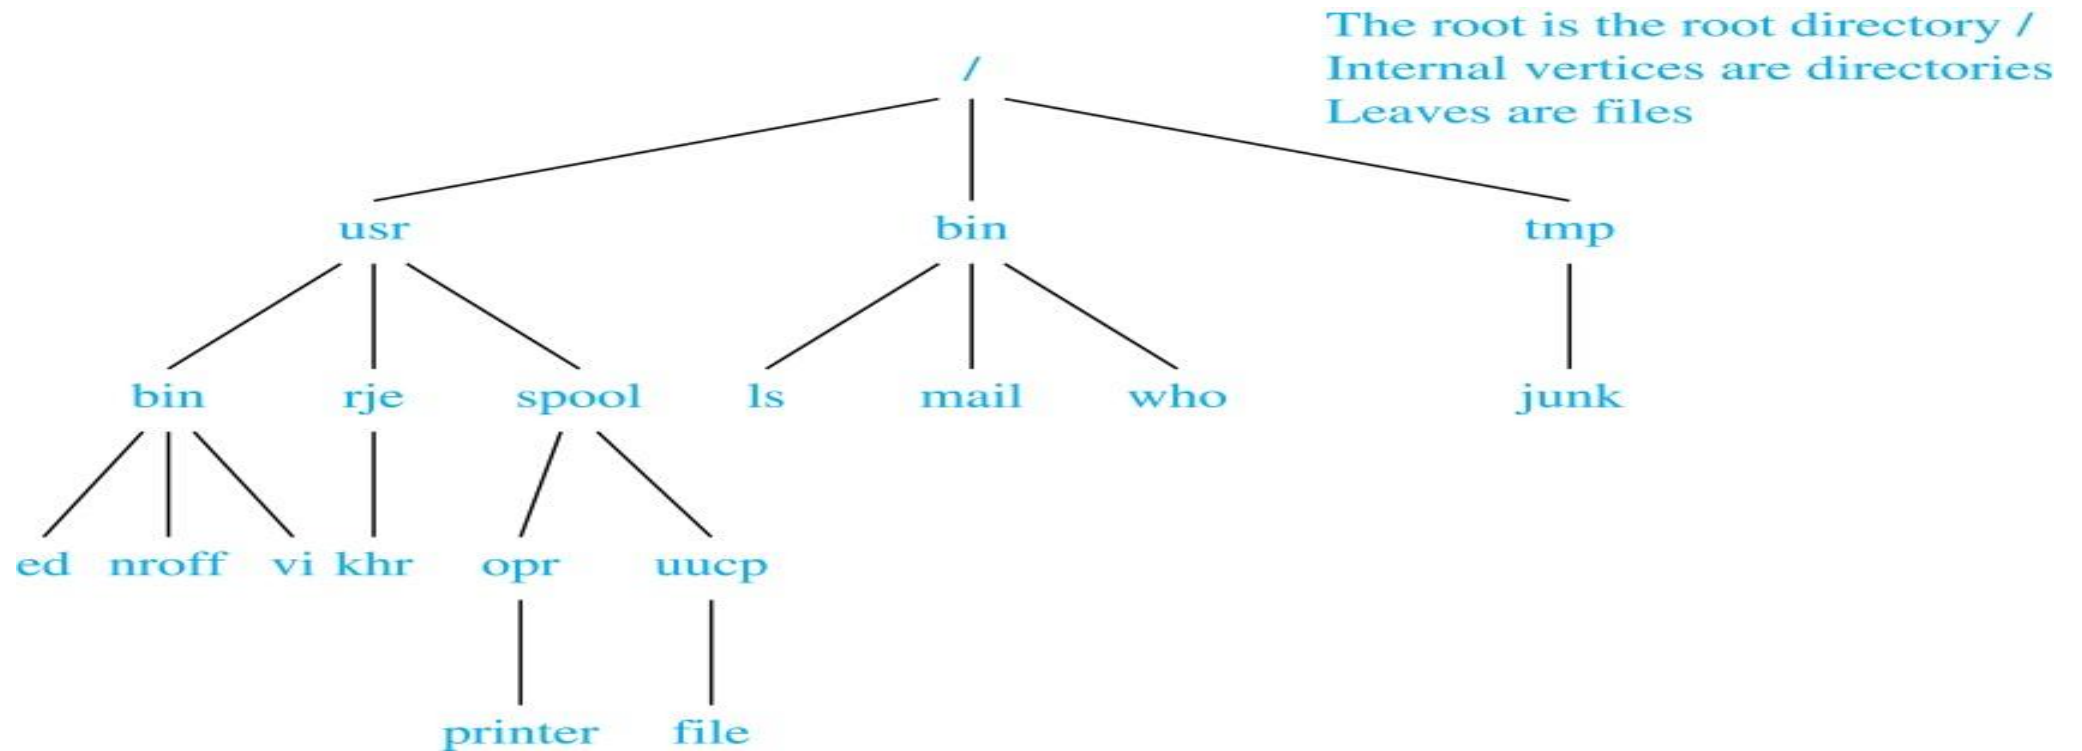 The root is the root directory /
Internal vertices are directories
Leaves are files
/
usr bin tmp
bin rje spool ls mail who junk
ed nroff vi khr opr uucp
printer file